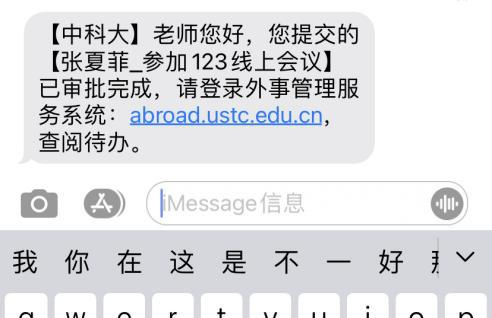 【中科大】老师您好，您提交的
【张夏菲_参加123线上会议】
已审批完成，请登录外事管理服
务系统：abroad.ustc.edu.cn，
查阅待办。
iMessage信息
我 你 在 这 是 不 一 好
q w e r t y u i o p